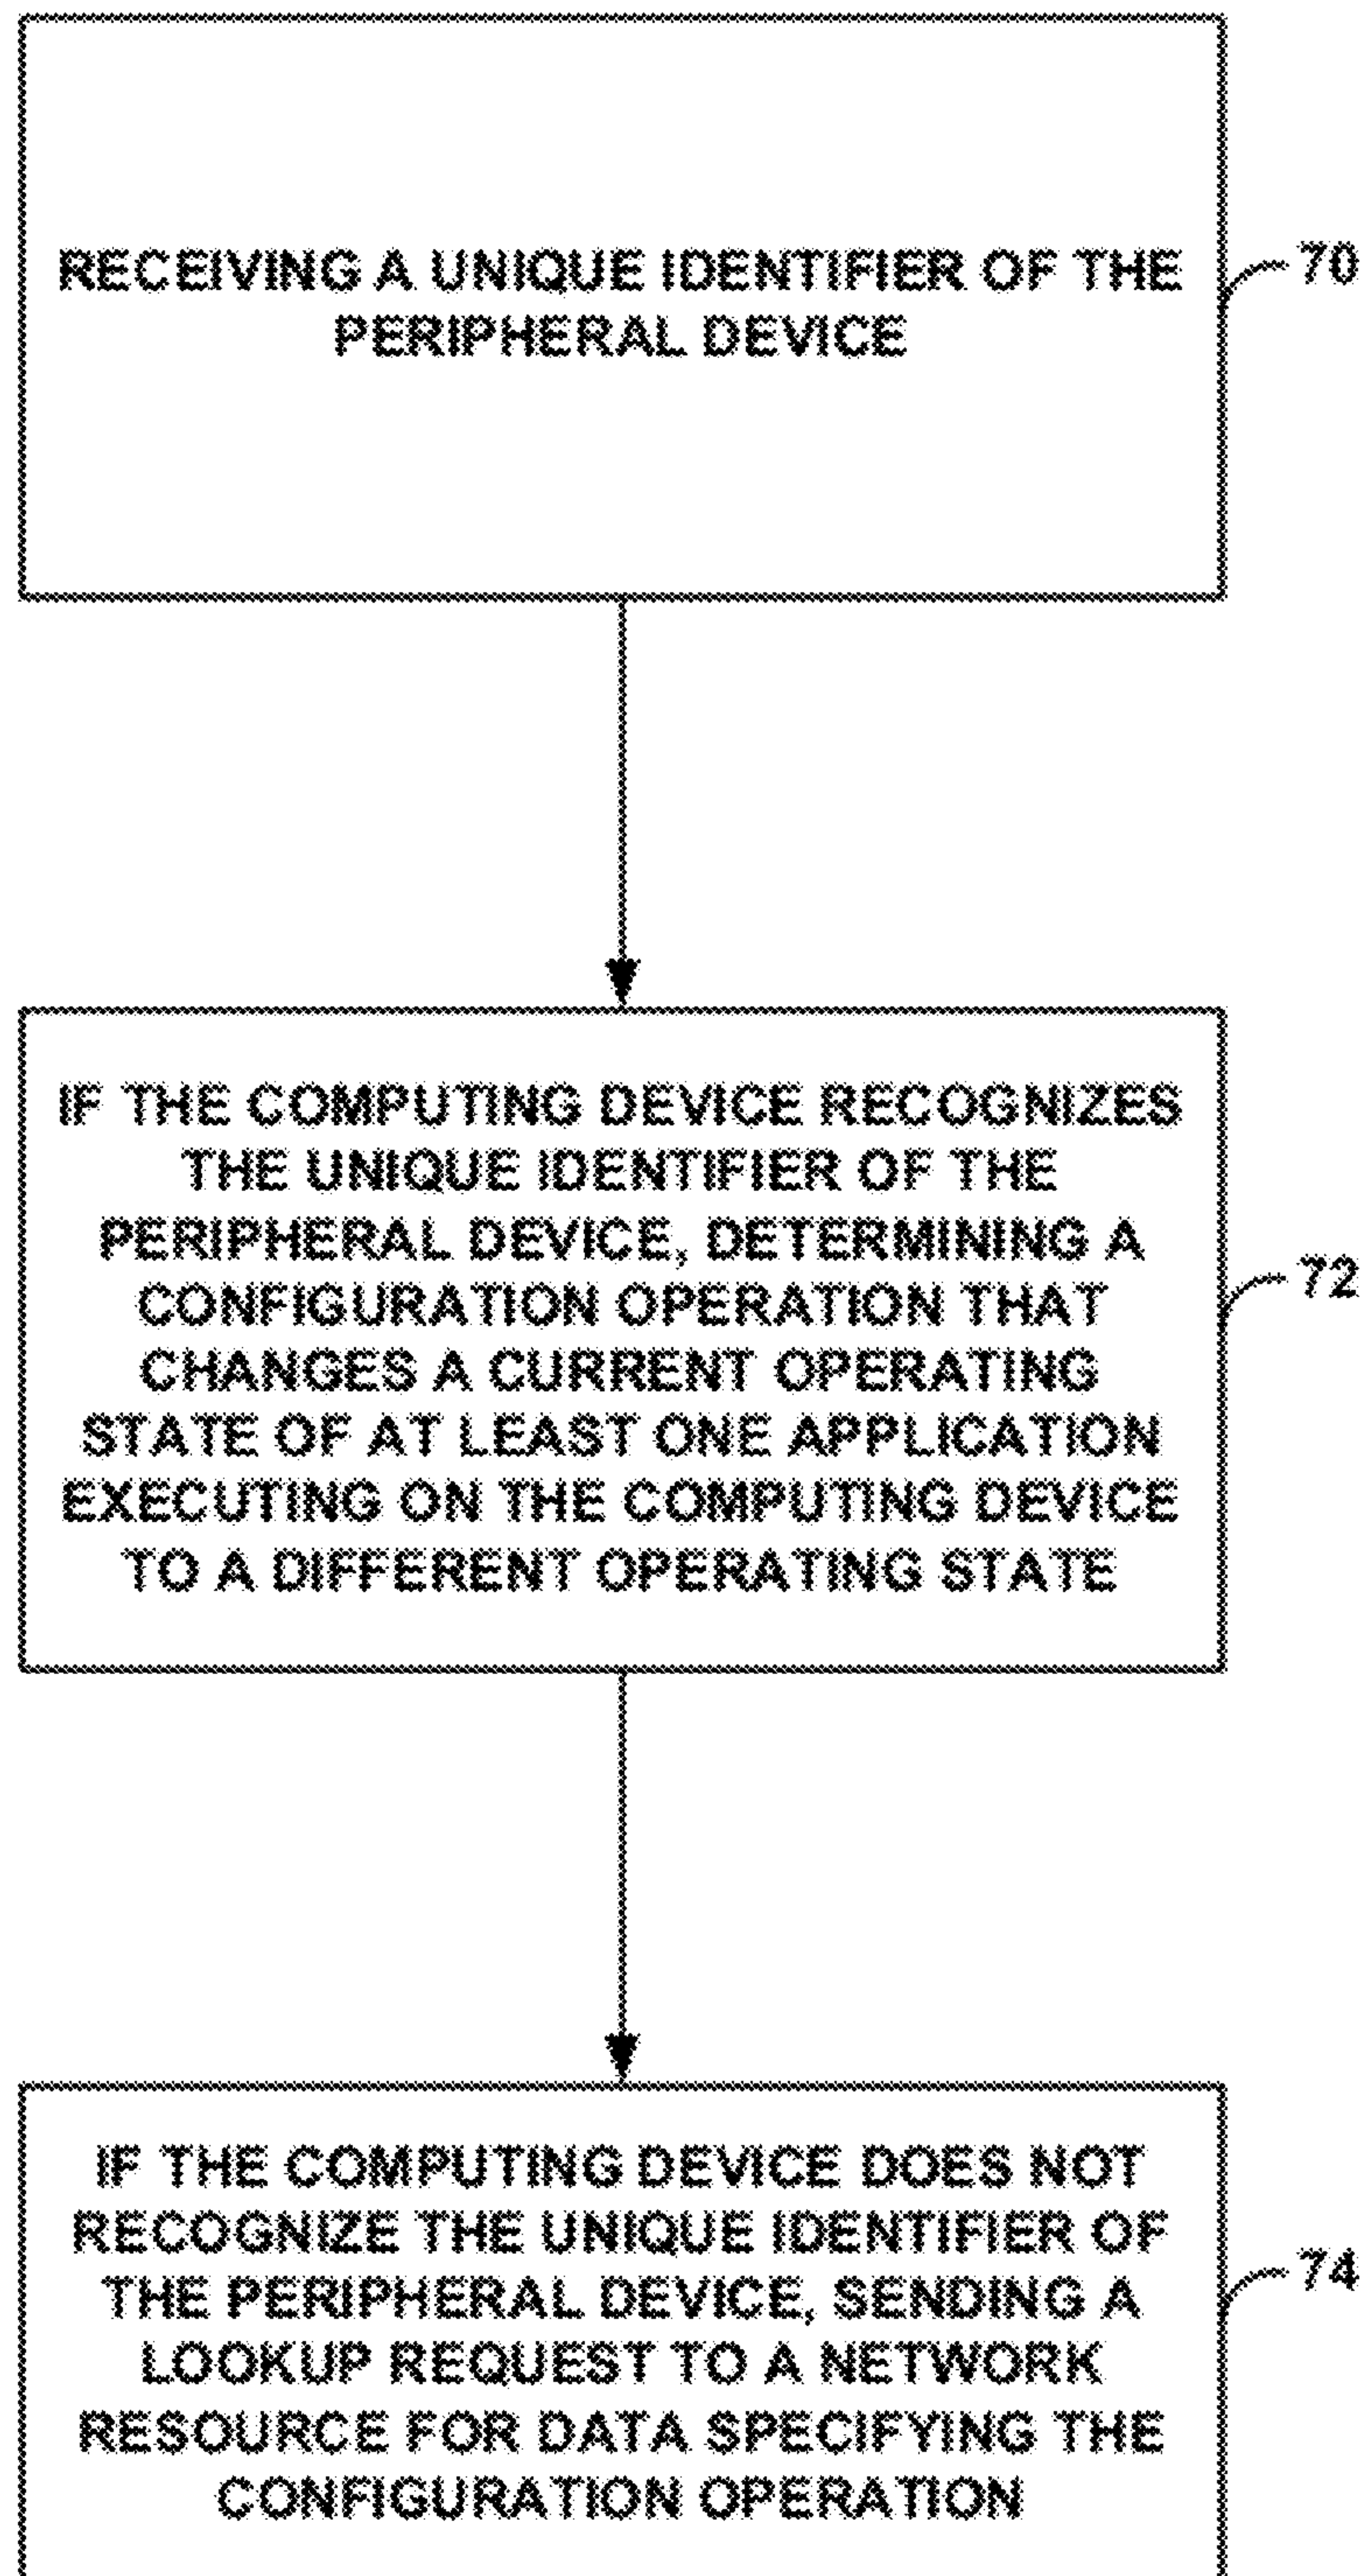 RECEIVING A UNIQUE IDENTIFIER OF THE
PERIPHERAL DEVICE
70
IF THE COMPUTING DEVICE RECOGNIZES
THE UNIQUE IDENTIFIER OF THE
PERIPHERAL DEVICE, DETERMINING A
CONFIGURATION OPERATION THAT
CHANGES A CURRENT OPERATING
STATE OF AT LEAST ONE APPLICATION
EXECUTING ON THE COMPUTING DEVICE
TO A DIFFERENT OPERATING STATE
72
IF THE COMPUTING DEVICE DOES NOT
RECOGNIZE THE UNIQUE IDENTIFIER OF
THE PERIPHERAL DEVICE, SENDING A
LOOKUP REQUEST TO A NETWORK
RESOURCE FOR DATA SPECIFYING THE
CONFIGURATION OPERATION
74